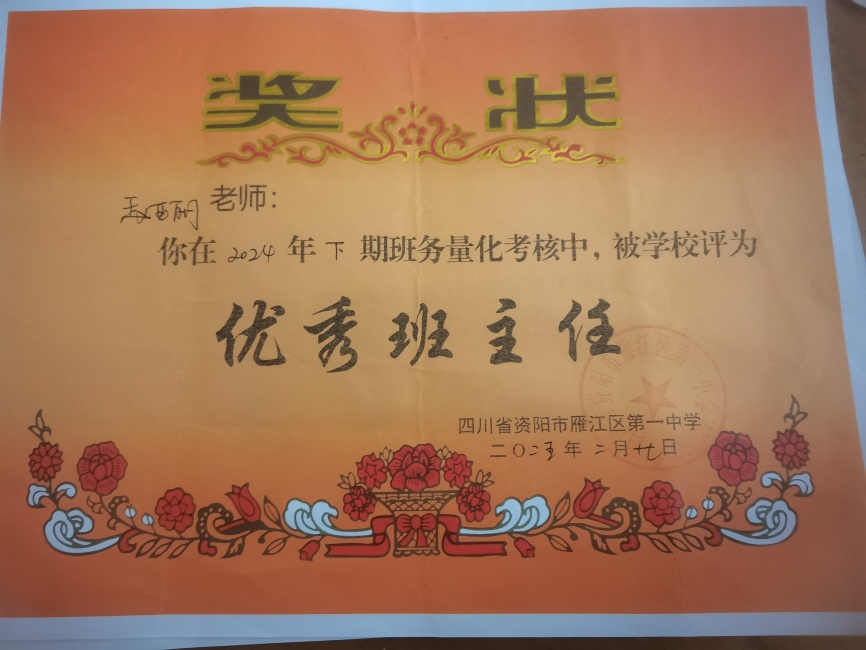 奖状
老师：
你在 2024 年 下 期班务量化考核中，被学校评为
优秀班主任
四川省资阳市雁江区第一中学
二〇二五年 二月十七日